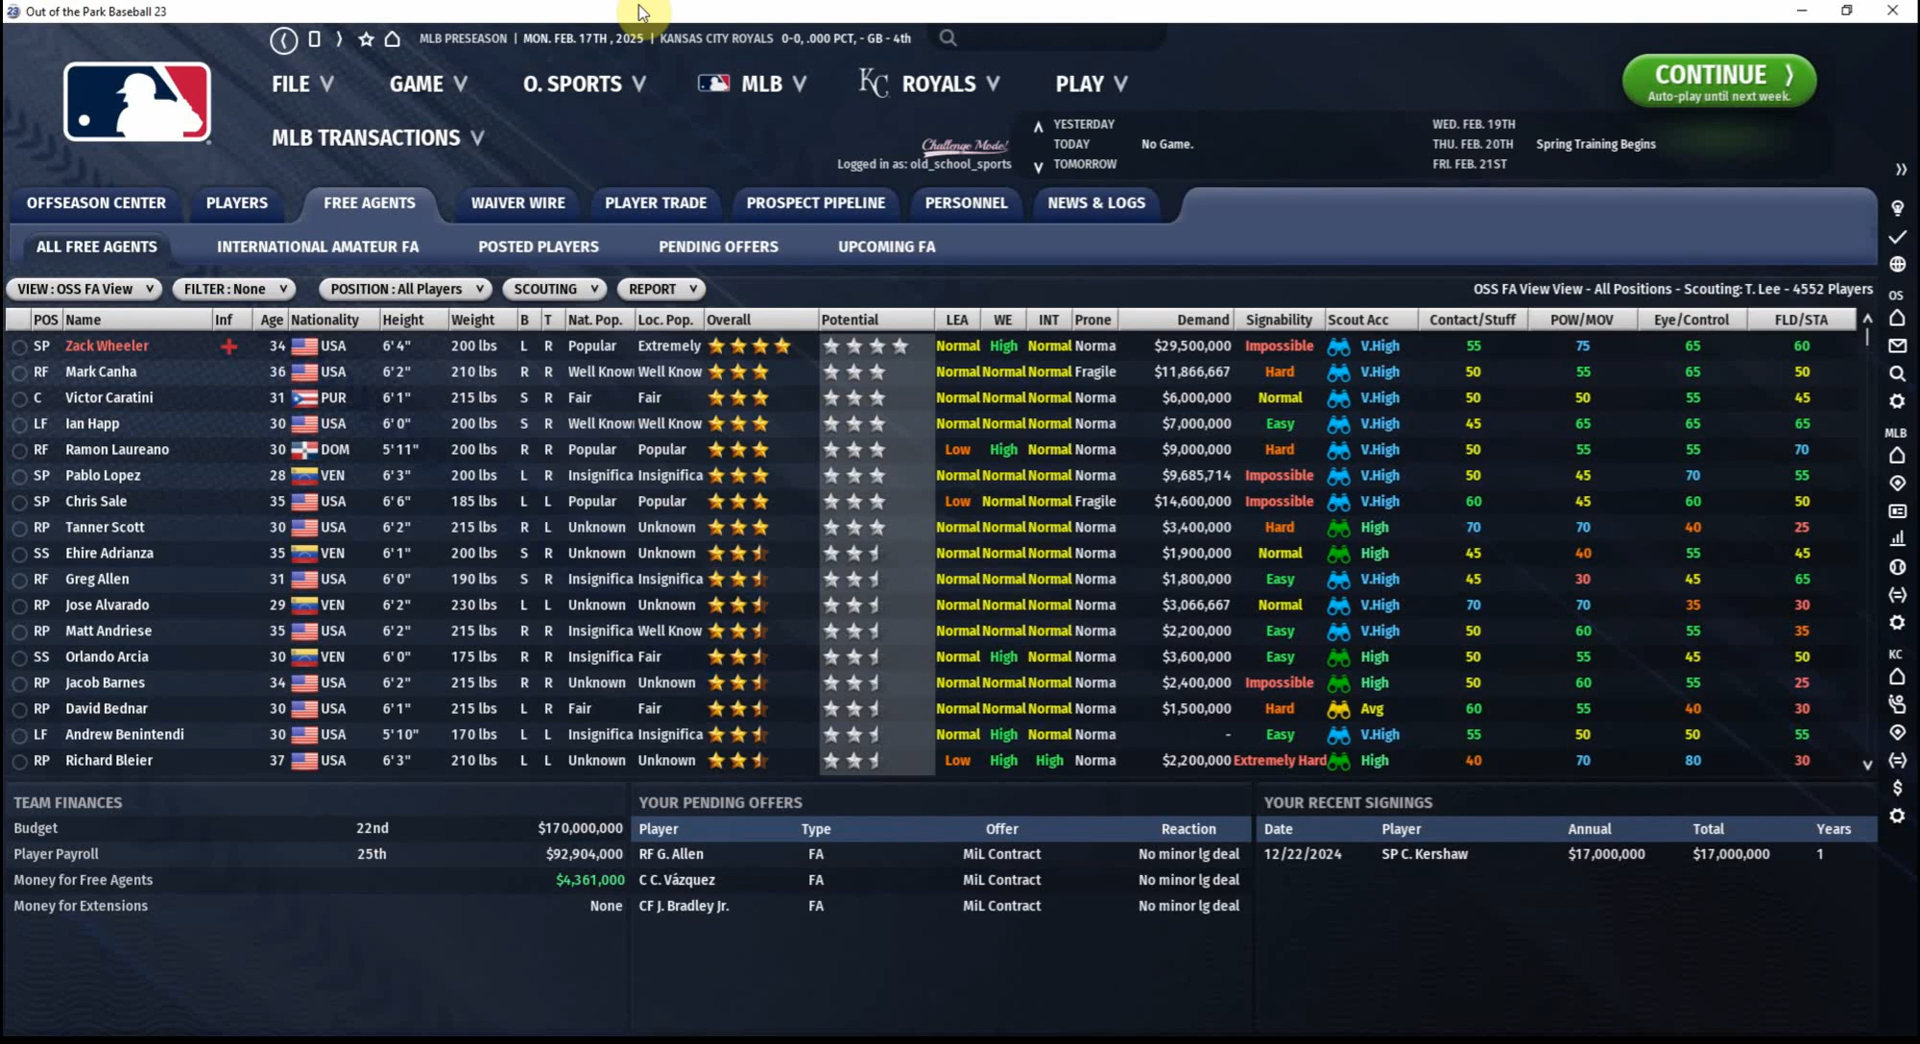 Out of the Park Baseball 23
MLB PRESEASON | MON. FEB. 17TH , 2025 | KANSAS CITY ROYALS 0-0, .000 PCT, - GB - 4th
FILE GAME O. SPORTS MLB ROYALS PLAY
CONTINUE
Auto-play until next week.
MLB TRANSACTIONS
Challenge Mode!
Logged in as: old_school_sports
YESTERDAY
TODAY No Game.
TOMORROW
WED. FEB. 19TH
THU. FEB. 20TH Spring Training Begins
FRI. FEB. 21ST
OFFSEASON CENTER PLAYERS FREE AGENTS WAIVER WIRE PLAYER TRADE PROSPECT PIPELINE PERSONNEL NEWS & LOGS
ALL FREE AGENTS INTERNATIONAL AMATEUR FA POSTED PLAYERS PENDING OFFERS UPCOMING FA
VIEW : OSS FA View FILTER : None POSITION : All Players SCOUTING REPORT OSS FA View View - All Positions - Scouting: T. Lee - 4552 Players
POS Name Inf Age Nationality Height Weight B T Nat. Pop. Loc. Pop. Overall Potential LEA WE INT Prone Demand Signability Scout Acc Contact/Stuff POW/MOV Eye/Control FLD/STA
SP Zack Wheeler 34 USA 6' 4" 200 lbs L R Popular Extremely Normal High Normal Norma $29,500,000 Impossible V.High 55 75 65 60
RF Mark Canha 36 USA 6' 2" 210 lbs R R Well Know Well Know Normal Normal Normal Fragile $11,866,667 Hard V.High 50 55 65 50
C Victor Caratini 31 PUR 6' 1" 215 lbs S R Fair Fair Normal Normal Normal Norma $6,000,000 Normal V.High 50 50 55 45
LF Ian Happ 30 USA 6' 0" 200 lbs S R Well Know Well Know Normal Normal Normal Norma $7,000,000 Easy V.High 45 65 65 65
RF Ramon Laureano 30 DOM 5' 11" 200 lbs R R Popular Popular Low High Normal Norma $9,000,000 Hard V.High 50 55 55 70
SP Pablo Lopez 28 VEN 6' 3" 200 lbs L R Insignifica Insignifica Normal Normal Normal Norma $9,685,714 Impossible V.High 50 45 70 55
SP Chris Sale 35 USA 6' 6" 185 lbs L L Popular Popular Low Normal Normal Fragile $14,600,000 Impossible V.High 60 45 60 50
RP Tanner Scott 30 USA 6' 2" 215 lbs R L Unknown Unknown Normal Normal Normal Norma $3,400,000 Hard High 70 70 40 25
SS Ehire Adrianza 35 VEN 6' 1" 200 lbs S R Unknown Unknown Normal Normal Normal Norma $1,900,000 Normal High 45 40 55 45
RF Greg Allen 31 USA 6' 0" 190 lbs S R Insignifica Insignifica Normal Normal Normal Norma $1,800,000 Easy V.High 45 30 45 65
RP Jose Alvarado 29 VEN 6' 2" 230 lbs L L Unknown Unknown Normal Normal Normal Norma $3,066,667 Normal V.High 70 70 35 30
RP Matt Andriese 35 USA 6' 2" 215 lbs R R Insignifica Well Know Normal Normal Normal Norma $2,200,000 Easy V.High 50 60 55 35
SS Orlando Arcia 30 VEN 6' 0" 175 lbs R R Insignifica Fair Normal High Normal Norma $3,600,000 Easy High 50 55 45 50
RP Jacob Barnes 34 USA 6' 2" 215 lbs R R Unknown Unknown Normal Normal Normal Norma $2,400,000 Impossible High 50 60 55 25
RP David Bednar 30 USA 6' 1" 215 lbs L R Fair Fair Normal Normal Normal Norma $1,500,000 Hard Avg 60 55 40 30
LF Andrew Benintendi 30 USA 5' 10" 170 lbs L L Insignifica Insignifica Normal High Normal Norma - Easy V.High 55 50 50 55
RP Richard Bleier 37 USA 6' 3" 210 lbs L L Unknown Unknown Low High High Norma $2,200,000 Extremely Hard High 40 70 80 30
OS
MLB
KC
TEAM FINANCES
Budget 22nd $170,000,000
Player Payroll 25th $92,904,000
Money for Free Agents $4,361,000
Money for Extensions None
YOUR PENDING OFFERS
Player Type Offer Reaction
RF G. Allen FA MiL Contract No minor lg deal
C C. Vázquez FA MiL Contract No minor lg deal
CF J. Bradley Jr. FA MiL Contract No minor lg deal
YOUR RECENT SIGNINGS
Date Player Annual Total Years
12/22/2024 SP C. Kershaw $17,000,000 $17,000,000 1